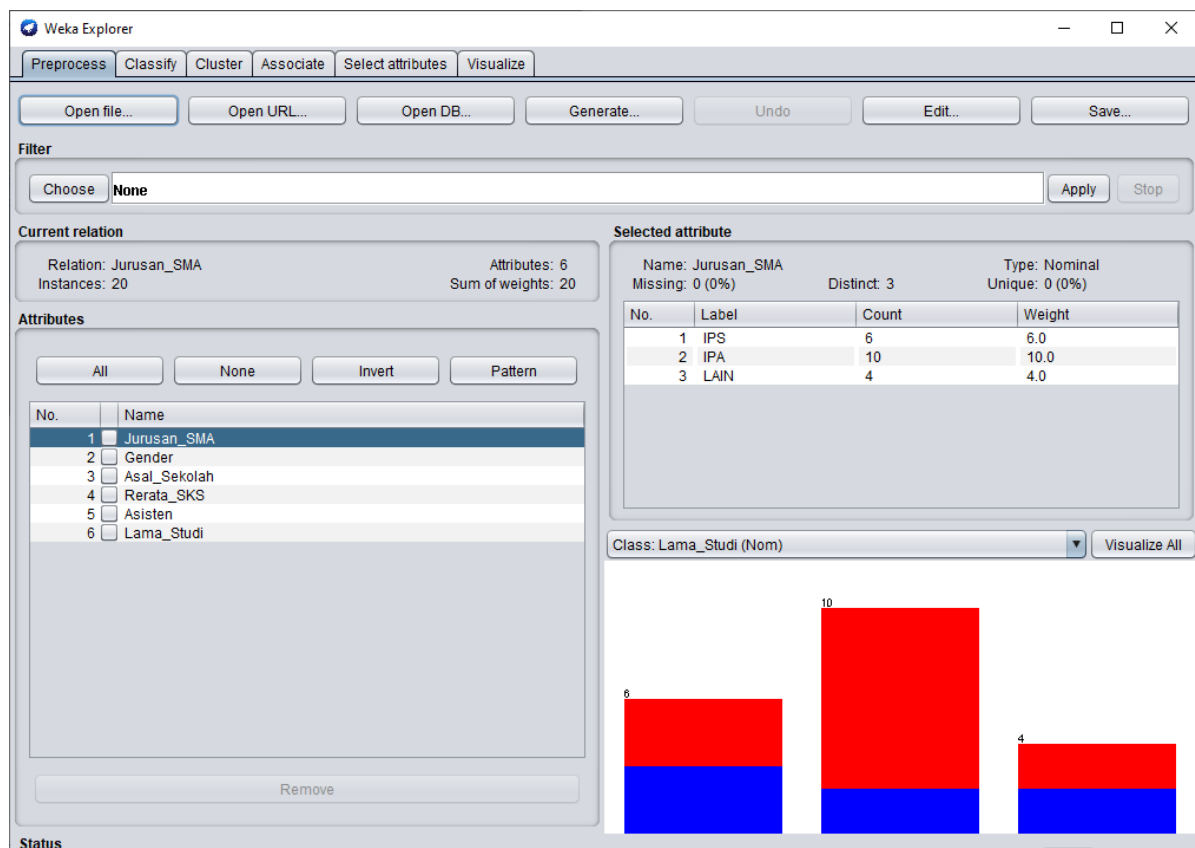 Weka Explorer
Preprocess Classify Cluster Associate Select attributes Visualize
Open file... Open URL... Open DB... Generate... Undo Edit... Save...
Filter
Choose None Apply Stop
Current relation
Relation: Jurusan_SMA Attributes: 6
Instances: 20 Sum of weights: 20
Attributes
All None Invert Pattern
No. Name
1 Jurusan_SMA
2 Gender
3 Asal_Sekolah
4 Rerata_SKS
5 Asisten
6 Lama_Studi
Remove
Selected attribute
Name: Jurusan_SMA Type: Nominal
Missing: 0 (0%) Distinct: 3 Unique: 0 (0%)
No. Label Count Weight
1 IPS 6 6.0
2 IPA 10 10.0
3 LAIN 4 4.0
Class: Lama_Studi (Nom) Visualize All
6 10 4
Status